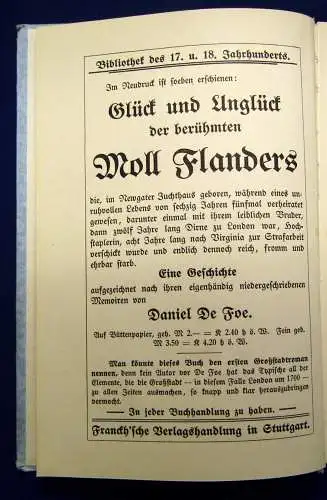 Bibliothek des 17. u. 18. Jahrhunderts.
Im Neudruck ist soeben erschienen:
Glück und Unglück
der berühmten
Moll Flanders
die, im Newgater Zuchthaus geboren, während eines un-
ruhvollen Lebens von sechzig Jahren fünfmal verheiratet
gewesen, darunter einmal mit ihrem leiblichen Bruder,
dann zwölf Jahre lang Dirne zu London war, Hoch-
staplerin, acht Jahre lang nach Virginia zur Strafarbeit
verschickt wurde und endlich dennoch reich, fromm und
ehrbar starb.
Eine Geschichte
aufgezeichnet nach ihren eigenhändig niedergeschriebenen
Memoiren von
Daniel De Foe.
Auf Büttenpapier, geh. M 2.— = K 2.40 h ö. W. Fein geb.
M 3.50 = K 4.20 h ö. W.
Man könnte dieses Buch den ersten Großstadtroman
nennen, denn kein Autor vor De Foe hat das Typische all der
Elemente, die die Großstadt — in diesem Falle London um 1700 —
zu allen Zeiten ausmachen, so knapp und klar herauszubringen
vermocht.
— In jeder Buchhandlung zu haben. —
Franckh'sche Verlagshandlung in Stuttgart.